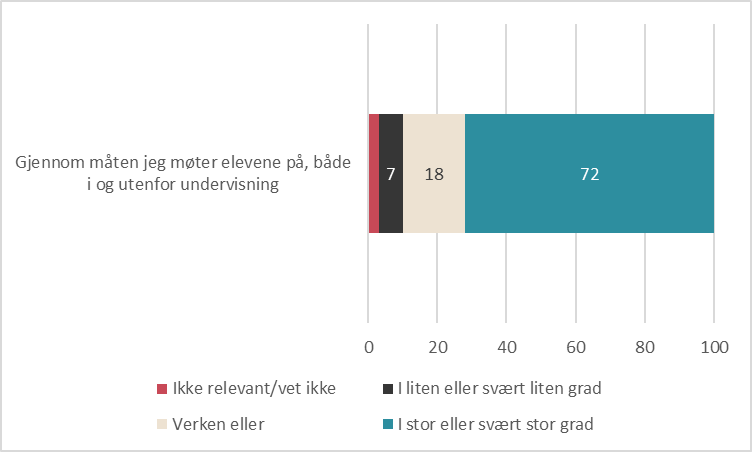 Gjennom måten jeg møter elevene på, både
i og utenfor undervisning
7
18
72
0
20
40
60
80
100
Ikke relevant/vet ikke
I liten eller svært liten grad
Verken eller
I stor eller svært stor grad